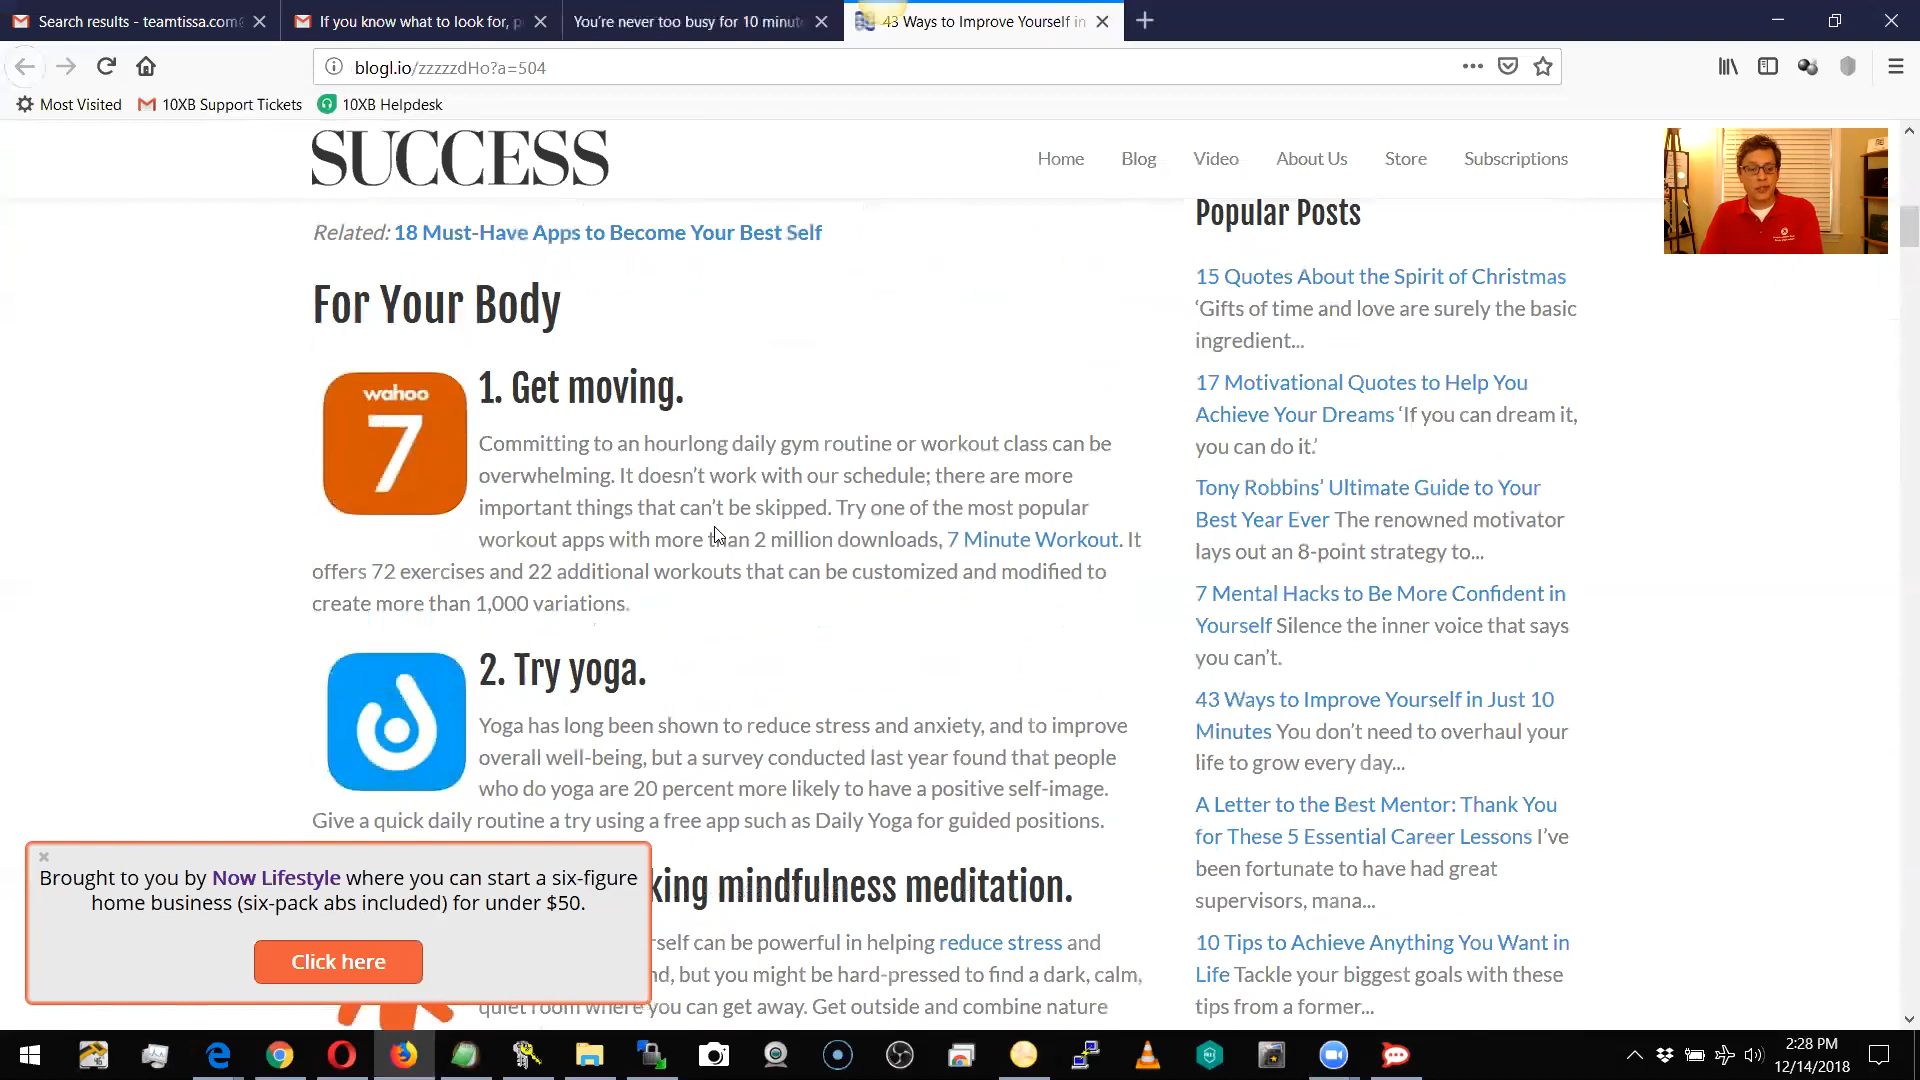 Search results - teamtissa.com@
If you know what to look for, p
You're never too busy for 10 minute
43 Ways to Improve Yourself in
blogl.io/zzzzzdHo?a=504
Most Visited
10XB Support Tickets
10XB Helpdesk
SUCCESS
Home
Blog
Video
About Us
Store
Subscriptions
Related: 18 Must-Have Apps to Become Your Best Self
For Your Body
wahoo
7
1. Get moving.
Committing to an hourlong daily gym routine or workout class can be
overwhelming. It doesn't work with our schedule; there are more
important things that can't be skipped. Try one of the most popular
workout apps with more than 2 million downloads, 7 Minute Workout. It
offers 72 exercises and 22 additional workouts that can be customized and modified to
create more than 1,000 variations.
2. Try yoga.
Yoga has long been shown to reduce stress and anxiety, and to improve
overall well-being, but a survey conducted last year found that people
who do yoga are 20 percent more likely to have a positive self-image.
Give a quick daily routine a try using a free app such as Daily Yoga for guided positions.
king mindfulness meditation.
rself can be powerful in helping reduce stress and
nd, but you might be hard-pressed to find a dark, calm,
quiet room where you can get away. Get outside and combine nature
Popular Posts
15 Quotes About the Spirit of Christmas
‘Gifts of time and love are surely the basic
ingredient...
17 Motivational Quotes to Help You
Achieve Your Dreams ‘If you can dream it,
you can do it.’
Tony Robbins’ Ultimate Guide to Your
Best Year Ever The renowned motivator
lays out an 8-point strategy to...
7 Mental Hacks to Be More Confident in
Yourself Silence the inner voice that says
you can’t.
43 Ways to Improve Yourself in Just 10
Minutes You don’t need to overhaul your
life to grow every day...
A Letter to the Best Mentor: Thank You
for These 5 Essential Career Lessons I’ve
been fortunate to have had great
supervisors, mana...
10 Tips to Achieve Anything You Want in
Life Tackle your biggest goals with these
tips from a former...
Brought to you by Now Lifestyle where you can start a six-figure
home business (six-pack abs included) for under $50.
Click here
2:28 PM
12/14/2018